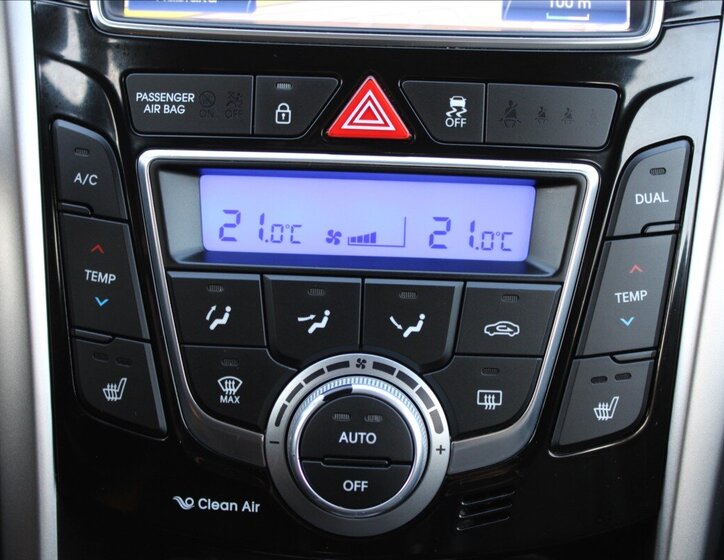 100 m
PASSENGER
AIR BAG
ON
OFF
OFF
A/C
DUAL
21.0°C
21.0°C
TEMP
TEMP
MAX
AUTO
OFF
- +
Clean Air